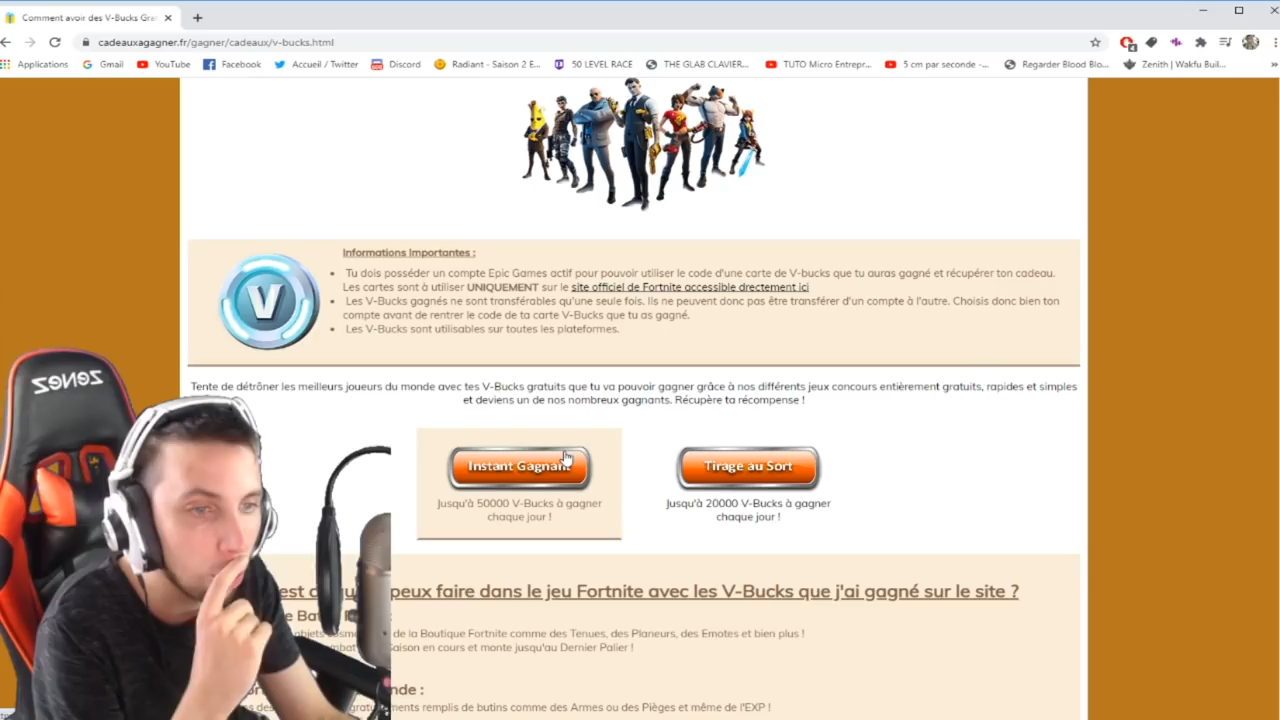 Comment avoir des V-Bucks Gra
cadeauxagagner.fr/gagner/cadeaux/v-bucks.html
Applications Gmail YouTube Facebook Accueil / Twitter Discord Radiant - Saison 2 E... 50 LEVEL RACE THE GLAB CLAVIER... TUTO Micro Entrepr... 5 cm par seconde -... Regarder Blood Blo... Zenith | Wakfu Buil... »
Informations Importantes :
Tu dois posséder un compte Epic Games actif pour pouvoir utiliser le code d'une carte de V-bucks que tu auras gagné et récupérer ton cadeau.
Les cartes sont à utiliser UNIQUEMENT sur le site officiel de Fortnite accessible drectement ici
Les V-Bucks gagnés ne sont transférables qu'une seule fois. Ils ne peuvent donc pas être transférer d'un compte à l'autre. Choisis donc bien ton
compte avant de rentrer le code de ta carte V-Bucks que tu as gagné.
Les V-Bucks sont utilisables sur toutes les plateformes.
V
Tente de détrôner les meilleurs joueurs du monde avec tes V-Bucks gratuits que tu va pouvoir gagner grâce à nos différents jeux concours entièrement gratuits, rapides et simples
et deviens un de nos nombreux gagnants. Récupère ta récompense !
Instant Gagnant
Jusqu'à 50000 V-Bucks à gagner
chaque jour !
Tirage au Sort
Jusqu'à 20000 V-Bucks à gagner
chaque jour !
peux faire dans le jeu Fortnite avec les V-Bucks que j'ai gagné sur le site ?
de la Boutique Fortnite comme des Tenues, des Planeurs, des Emotes et bien plus !
Saison en cours et monte jusqu'au Dernier Palier !
nde :
remplis de butins comme des Armes ou des Pièges et même de l'EXP !
zenez